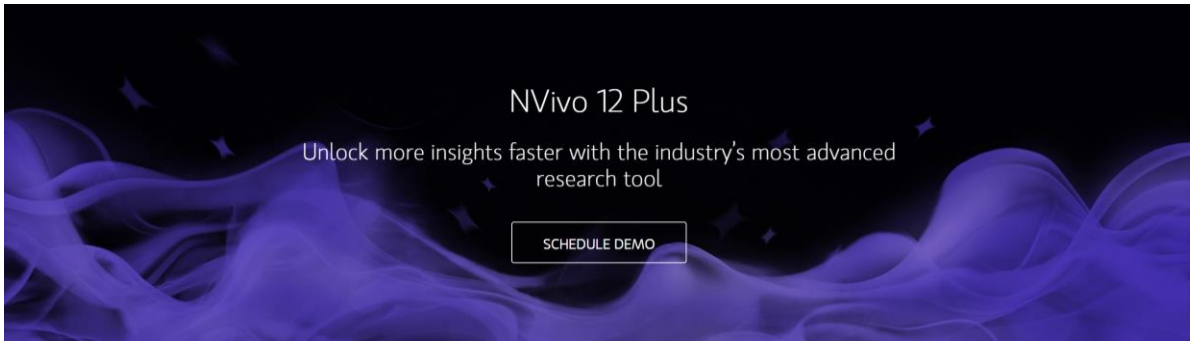 NVivo 12 Plus
Unlock more insights faster with the industry's most advanced
research tool
SCHEDULE DEMO